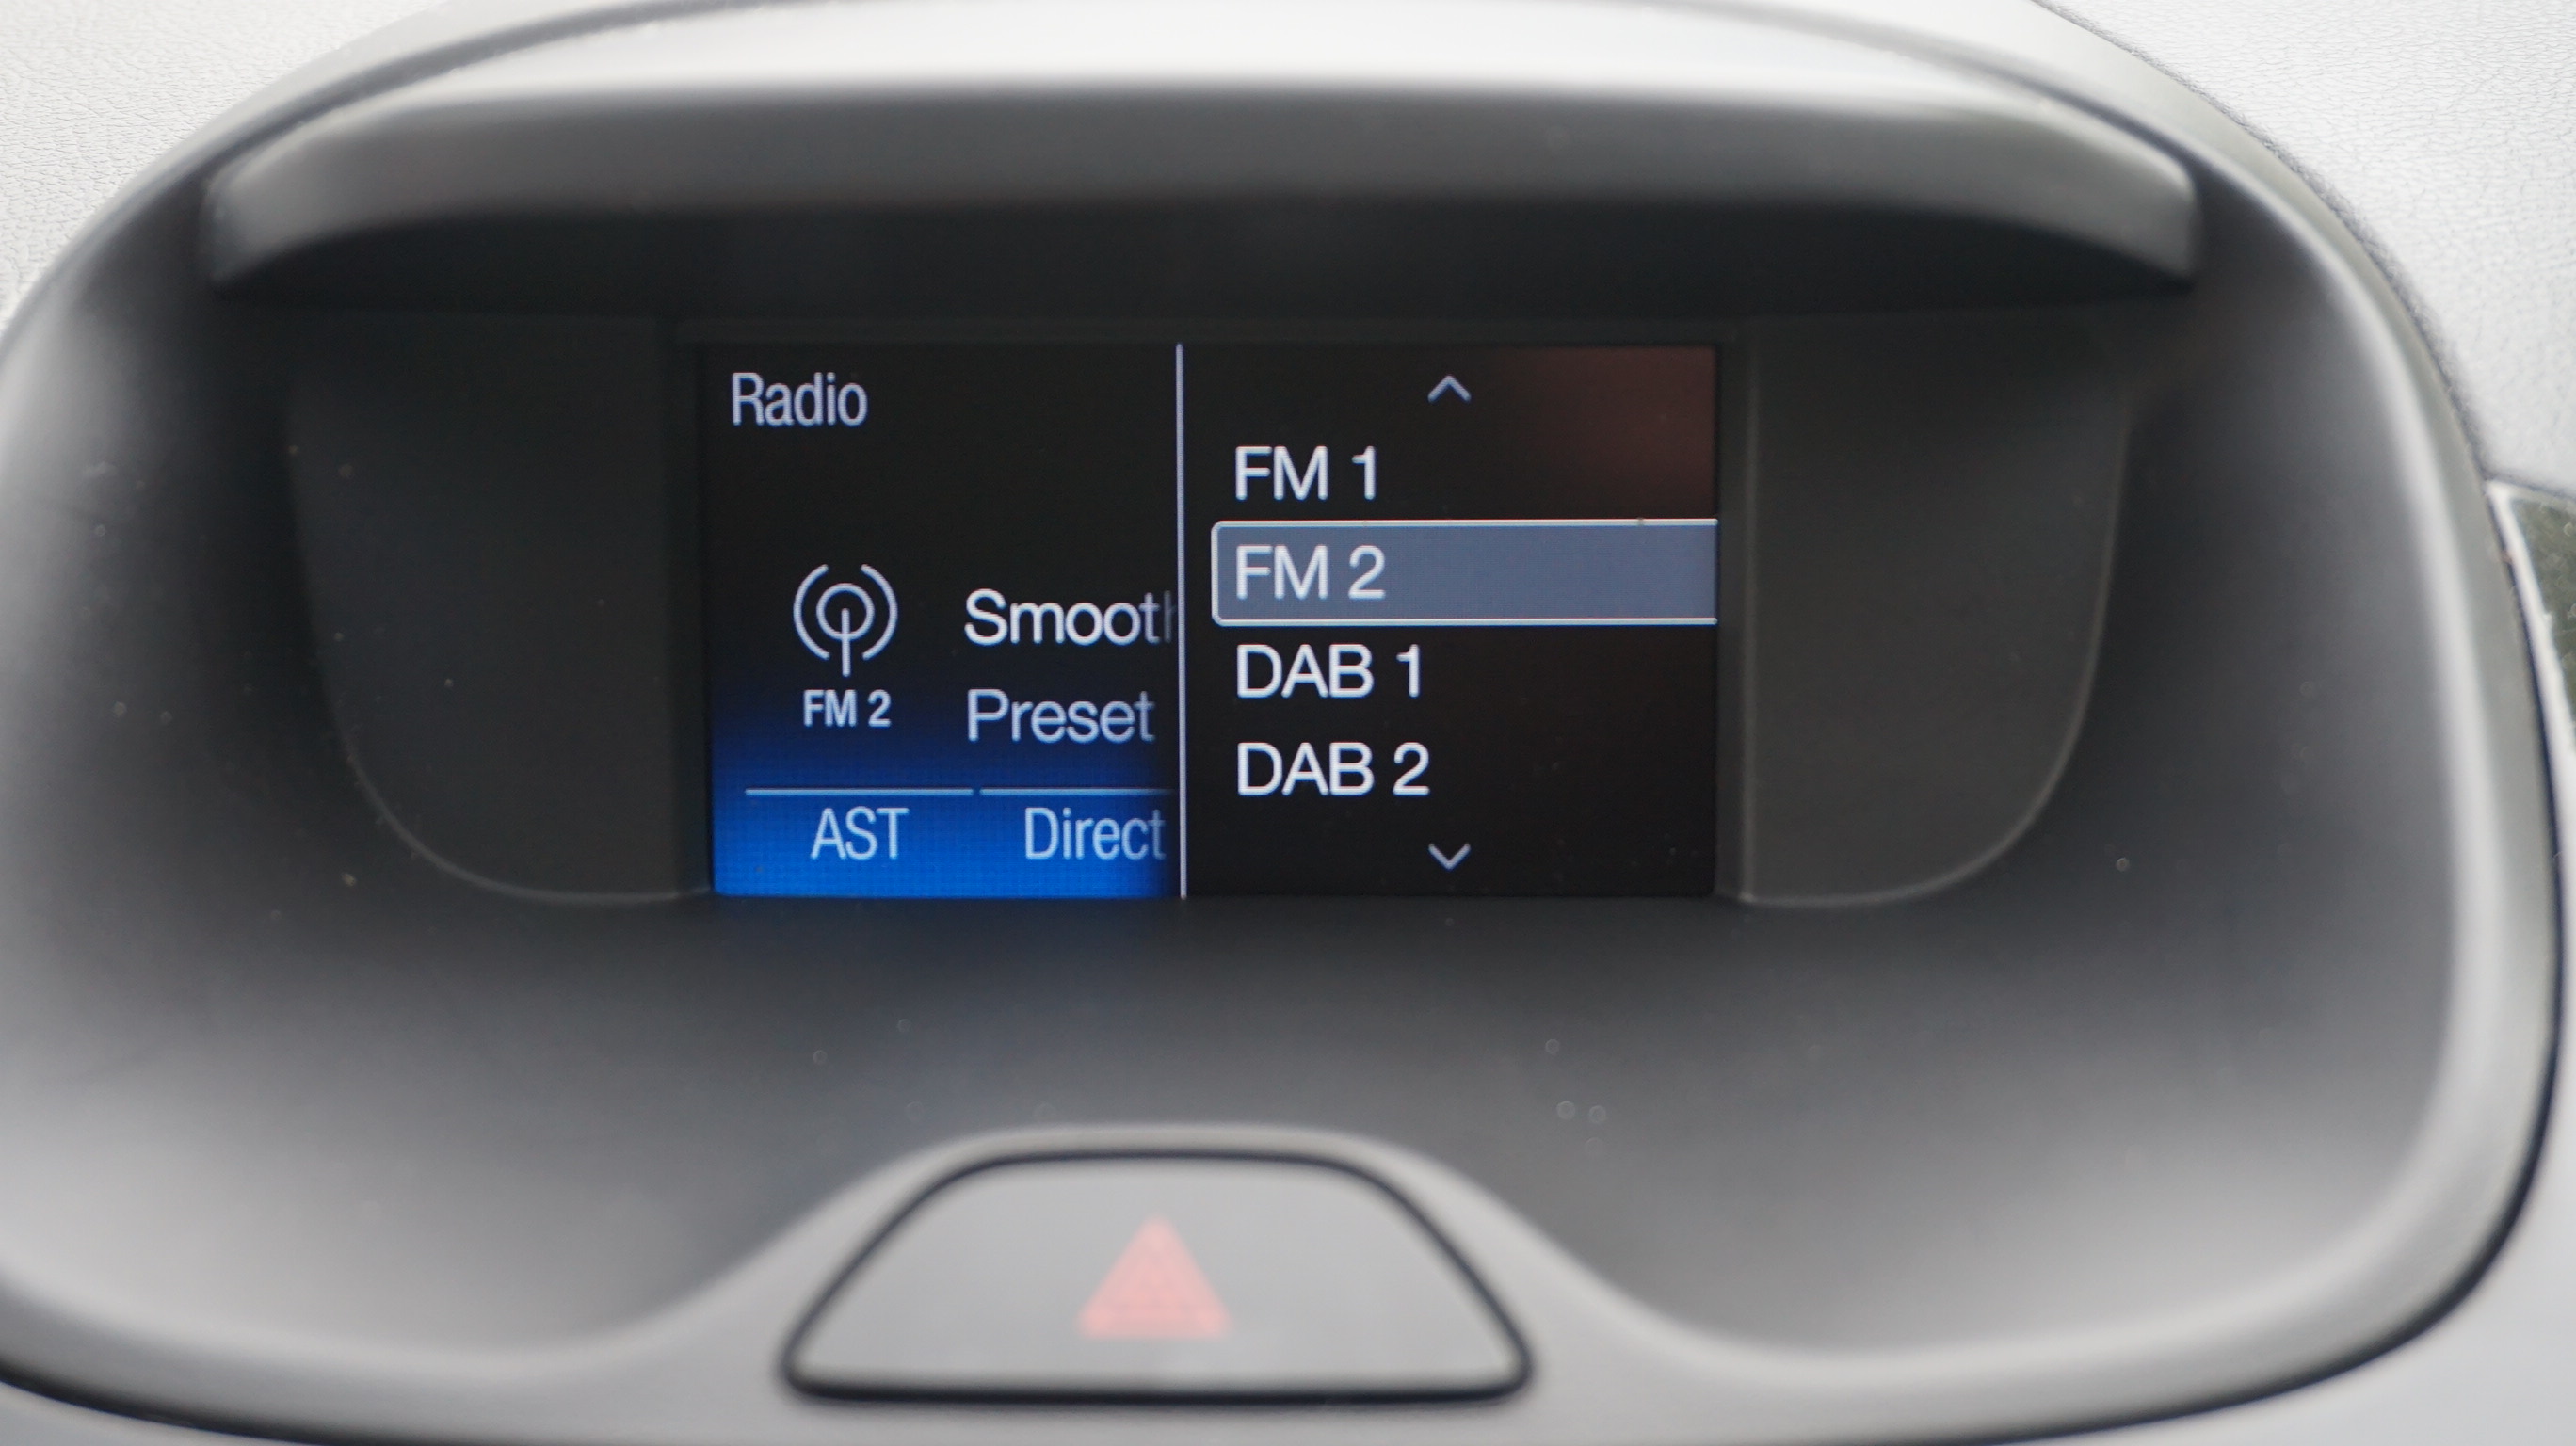 Radio
FM 2
Smooth
Preset
AST
Direct
FM 1
FM 2
DAB 1
DAB 2